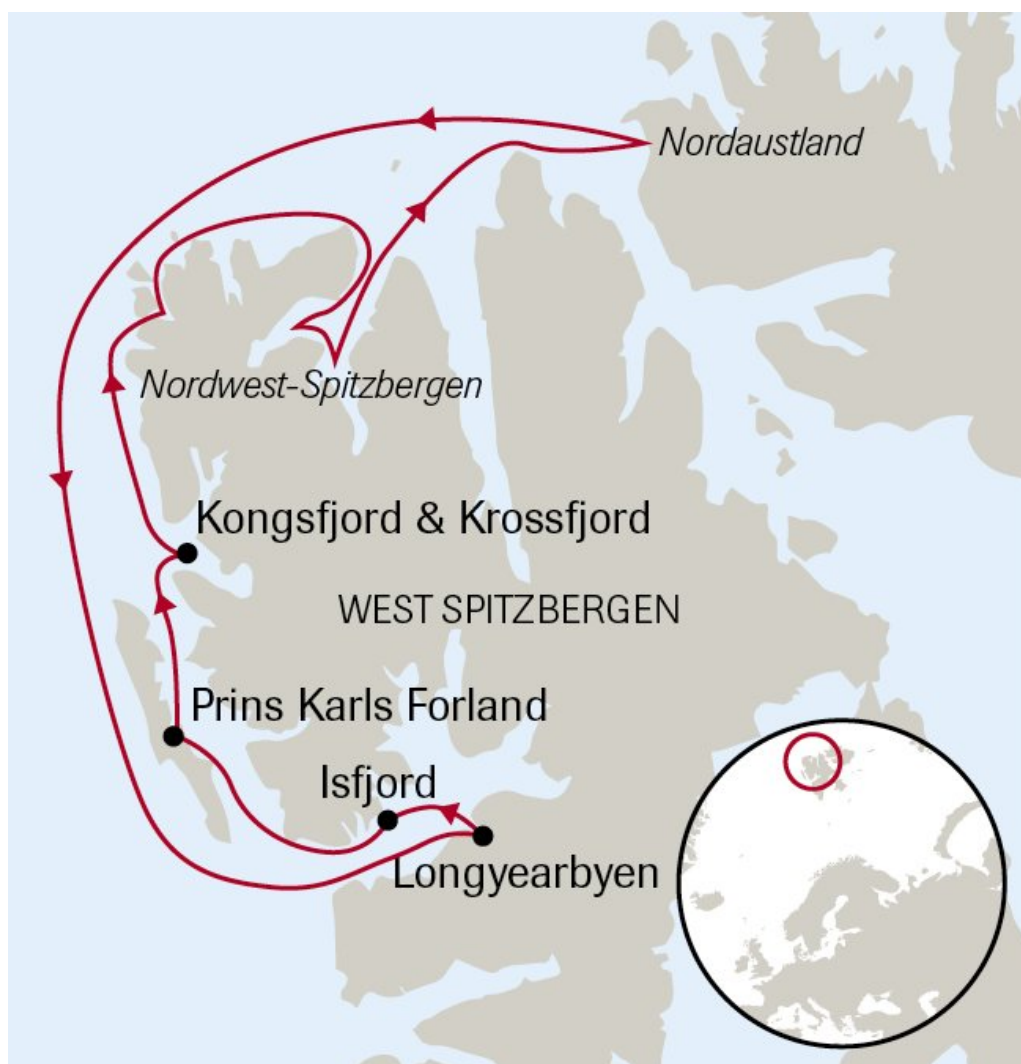 Nordaustland
Nordwest-Spitzbergen
Kongsfjord & Krossfjord
WEST SPITZBERGEN
Prins Karls Forland
Isfjord
Longyearbyen